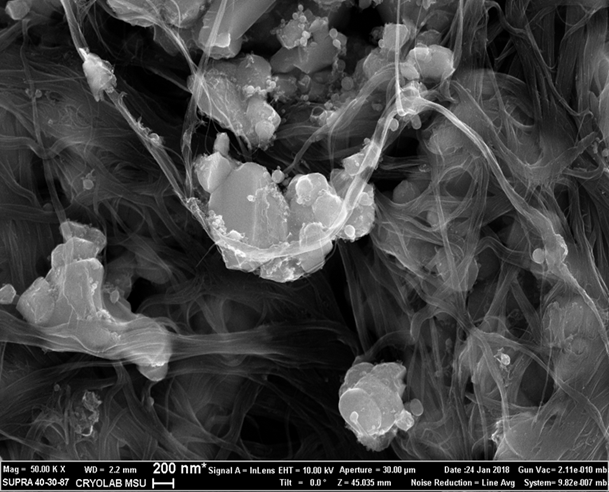 Mag = 50.00 K X WD = 2.2 mm 200 nm* Signal A = InLens EHT = 10.00 kV Aperture = 30.00 µm Date :24 Jan 2018 Gun Vac= 2.11e-010 mb
SUPRA 40-30-87 CRYOLAB MSU Tilt = 0.0° Z= 45.035 mm Noise Reduction = Line Avg System= 9.82e-007 mb